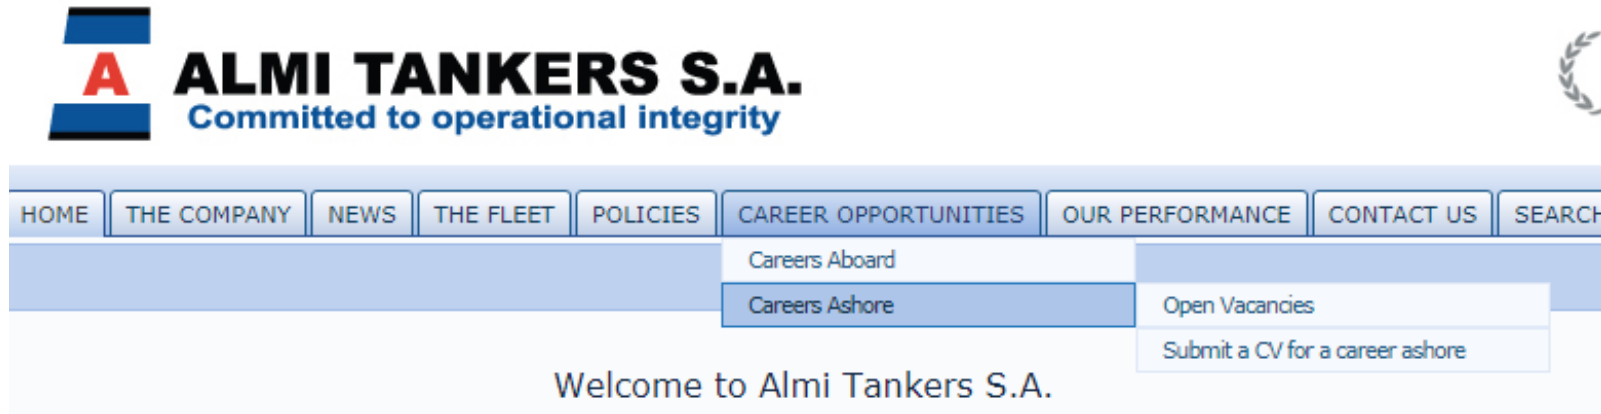 A
ALMI TANKERS S.A.
Committed to operational integrity
HOME THE COMPANY NEWS THE FLEET POLICIES CAREER OPPORTUNITIES OUR PERFORMANCE CONTACT US SEARCH
Careers Aboard
Careers Ashore Open Vacancies
Submit a CV for a career ashore
Welcome to Almi Tankers S.A.